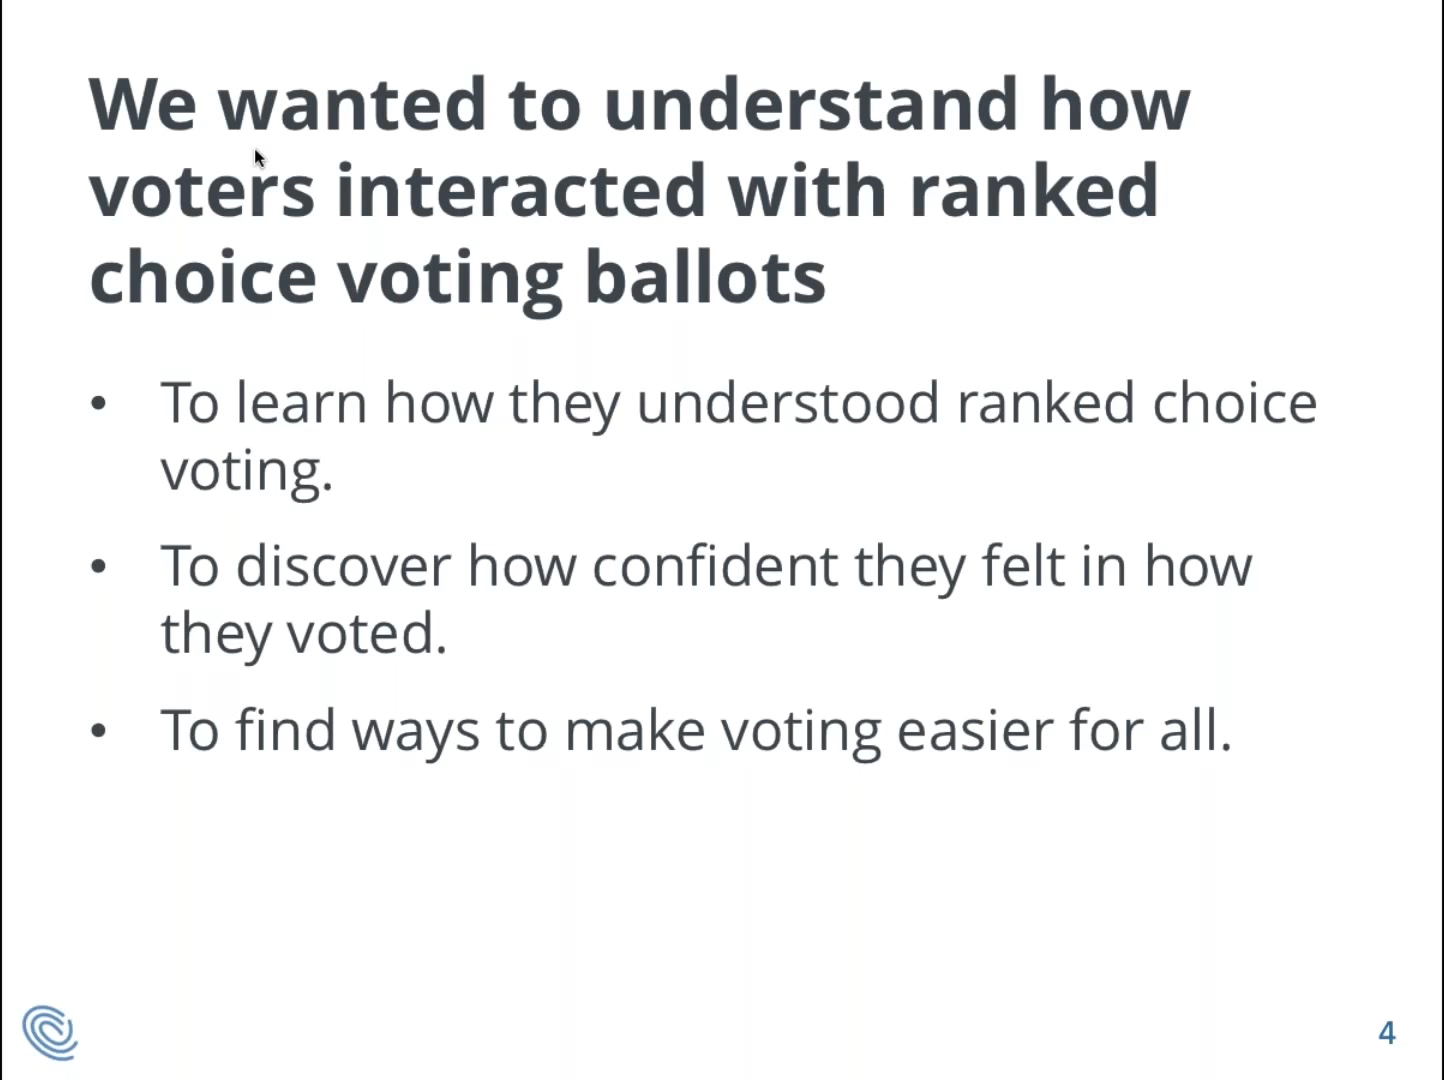 We wanted to understand how
voters interacted with ranked
choice voting ballots
• To learn how they understood ranked choice
voting.
• To discover how confident they felt in how
they voted.
• To find ways to make voting easier for all.
4